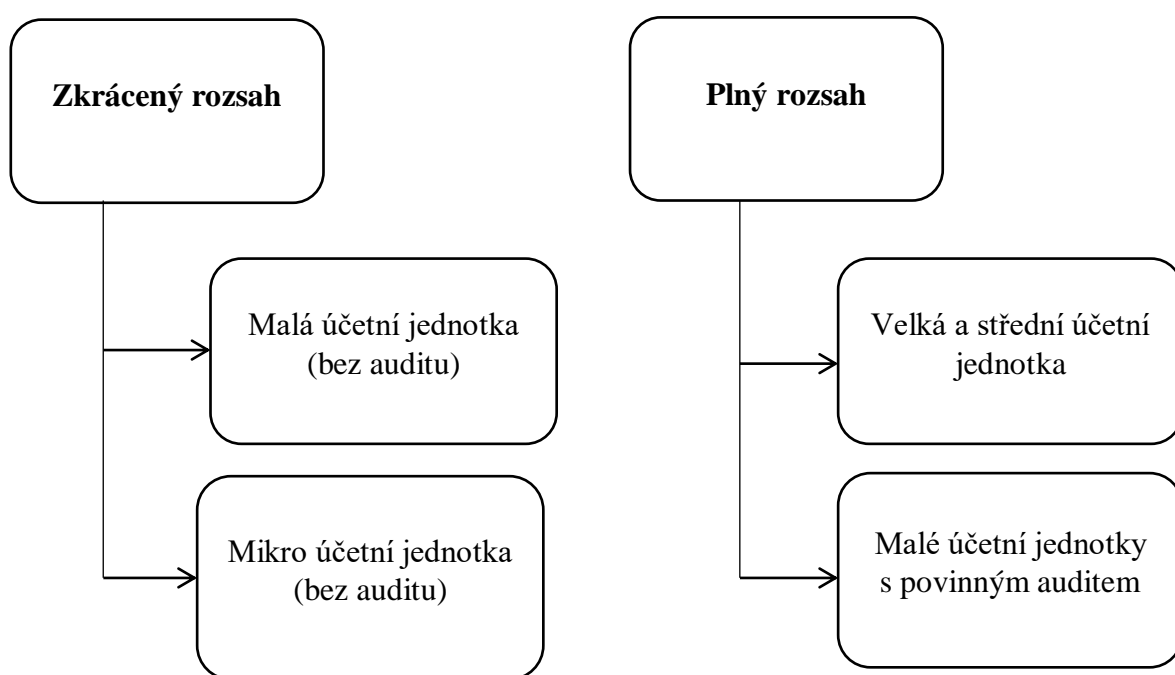 Zkrácený rozsah
Malá účetní jednotka
(bez auditu)
Mikro účetní jednotka
(bez auditu)
Plný rozsah
Velká a střední účetní
jednotka
Malé účetní jednotky
s povinným auditem